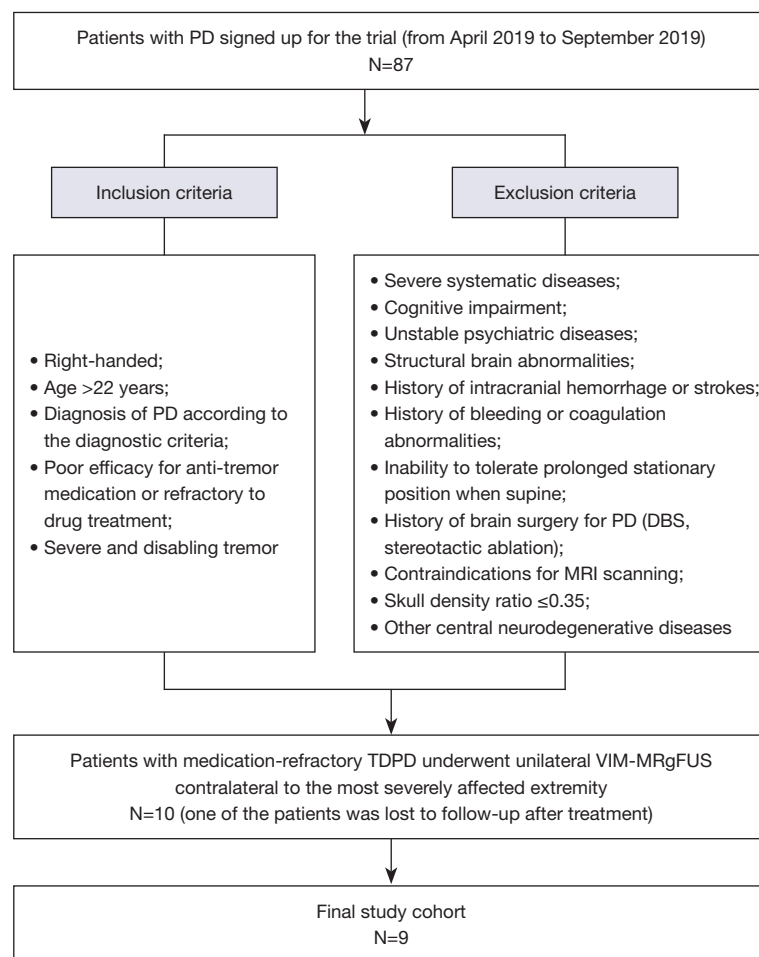 Patients with PD signed up for the trial (from April 2019 to September 2019)
N=87
Inclusion criteria
• Right-handed;
• Age >22 years;
• Diagnosis of PD according to
the diagnostic criteria;
• Poor efficacy for anti-tremor
medication or refractory to
drug treatment;
• Severe and disabling tremor
Exclusion criteria
• Severe systematic diseases;
• Cognitive impairment;
• Unstable psychiatric diseases;
• Structural brain abnormalities;
• History of intracranial hemorrhage or strokes;
• History of bleeding or coagulation
abnormalities;
• Inability to tolerate prolonged stationary
position when supine;
• History of brain surgery for PD (DBS,
stereotactic ablation);
• Contraindications for MRI scanning;
• Skull density ratio ≤0.35;
• Other central neurodegenerative diseases
Patients with medication-refractory TDPD underwent unilateral VIM-MRgFUS
contralateral to the most severely affected extremity
N=10 (one of the patients was lost to follow-up after treatment)
Final study cohort
N=9